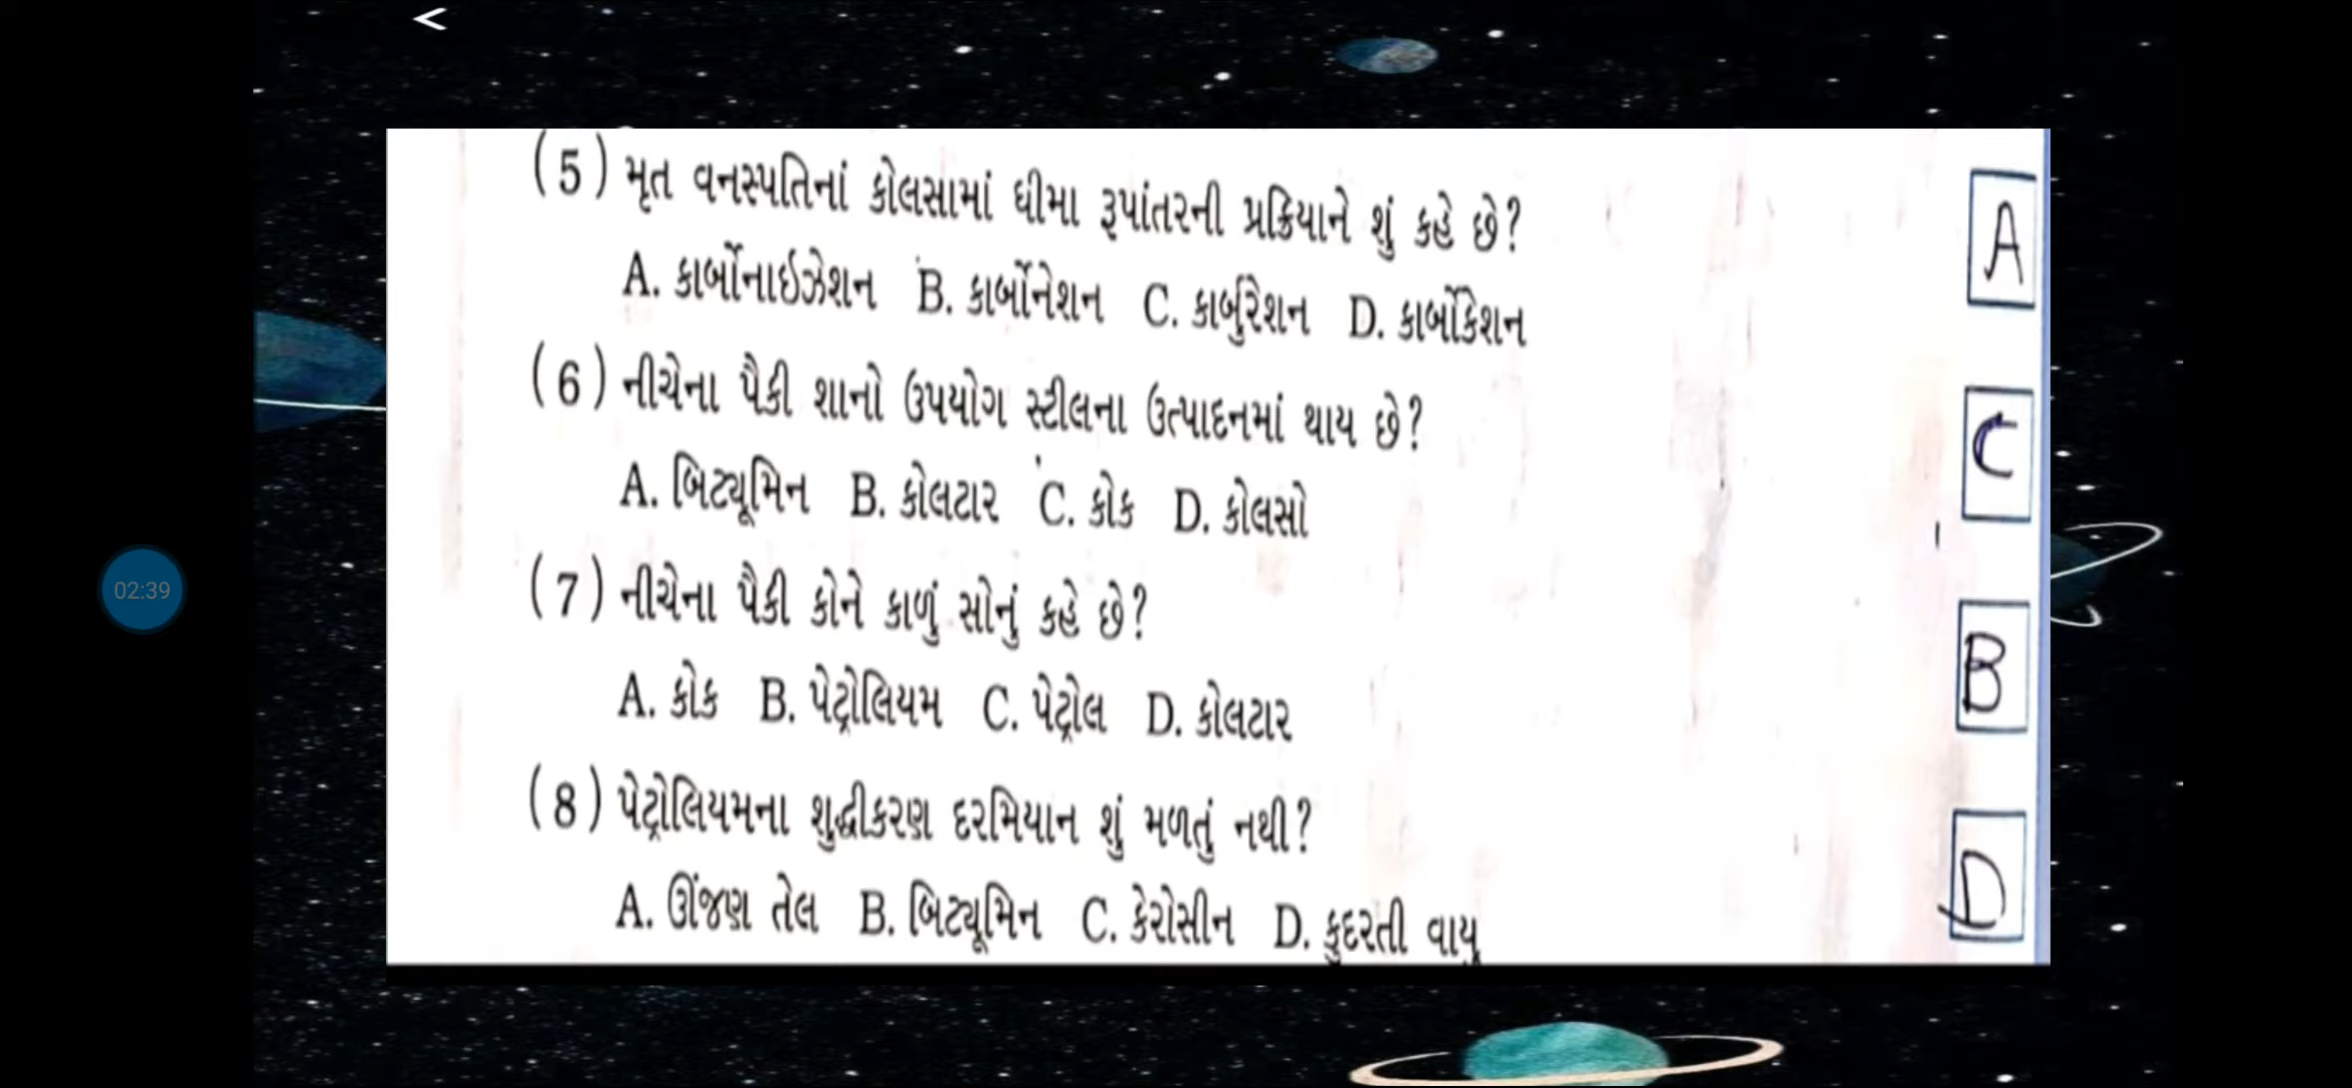 <
(5) મૃત વનસ્પતિનાં કોલસામાં ધીમા રૂપાંતરની પ્રક્રિયાને શું કહે છે?
A
A. કાર્બોનાઇઝેશન B. કાર્બોનેશન C. કાર્બુરેશન D. કાર્બોકેશન
(6) નીચેના પૈકી શાનો ઉપયોગ સ્ટીલના ઉત્પાદનમાં થાય છે?
C
A. બિટ્યૂમિન B. કોલટાર C. કોક D. કોલસો
02:39
(7) નીચેના પૈકી કોને કાળું સોનું કહે છે?
B
A. કોક B. પેટ્રોલિયમ C. પેટ્રોલ D. કોલટાર
(8) પેટ્રોલિયમના શુદ્ધીકરણ દરમિયાન શું મળતું નથી?
D
A. ઊંજણ તેલ B. બિટ્યૂમિન C. કેરોસીન D. કુદરતી વાયુ